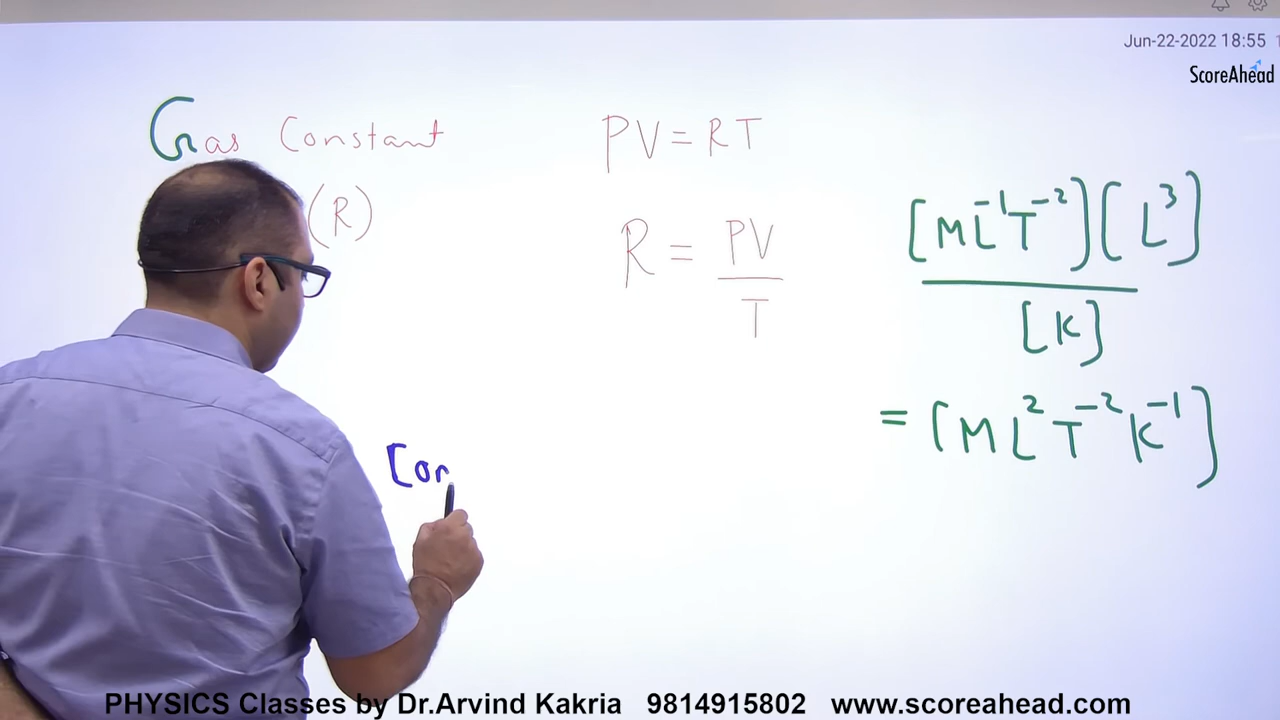 Jun-22-2022 18:55
ScoreAhead
Gas Constant
(R)
PV = RT
R = PV
T
[ML⁻¹T⁻²][L³]
[K]
= [ML²T⁻²K⁻¹]
PHYSICS Classes by Dr.Arvind Kakria 9814915802 www.scoreahead.com